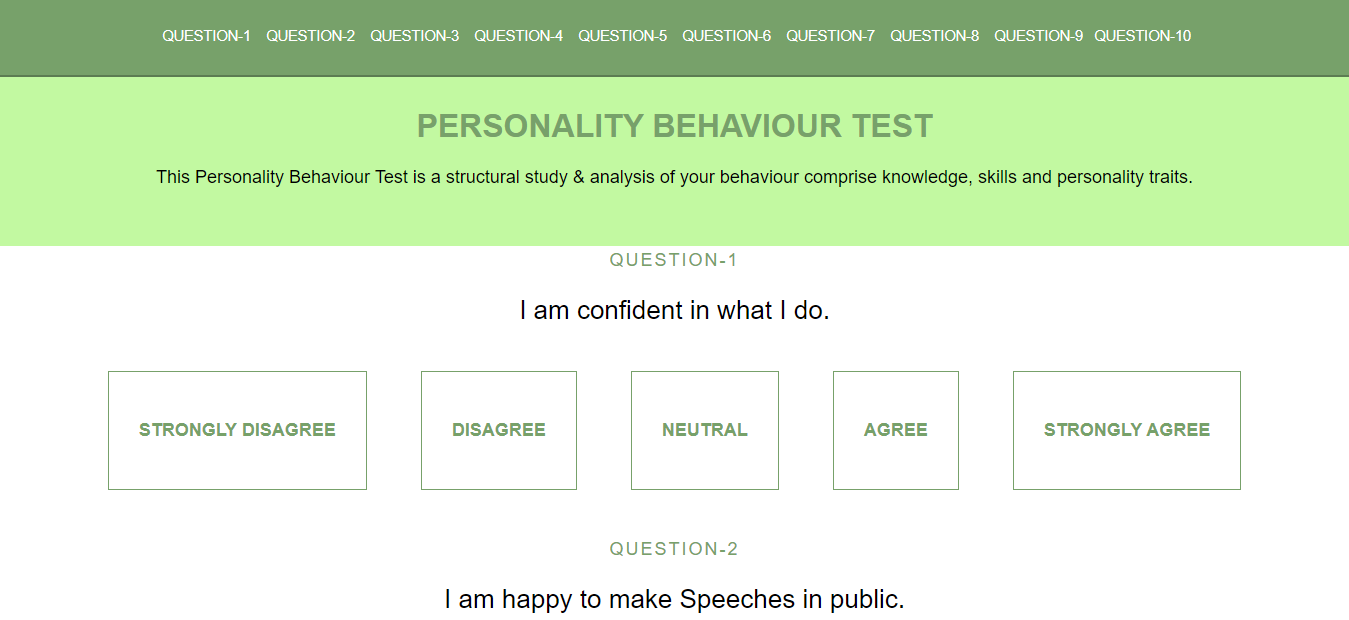 QUESTION-1 QUESTION-2 QUESTION-3 QUESTION-4 QUESTION-5 QUESTION-6 QUESTION-7 QUESTION-8 QUESTION-9 QUESTION-10
PERSONALITY BEHAVIOUR TEST
This Personality Behaviour Test is a structural study & analysis of your behaviour comprise knowledge, skills and personality traits.
QUESTION-1
I am confident in what I do.
STRONGLY DISAGREE DISAGREE NEUTRAL AGREE STRONGLY AGREE
QUESTION-2
I am happy to make Speeches in public.